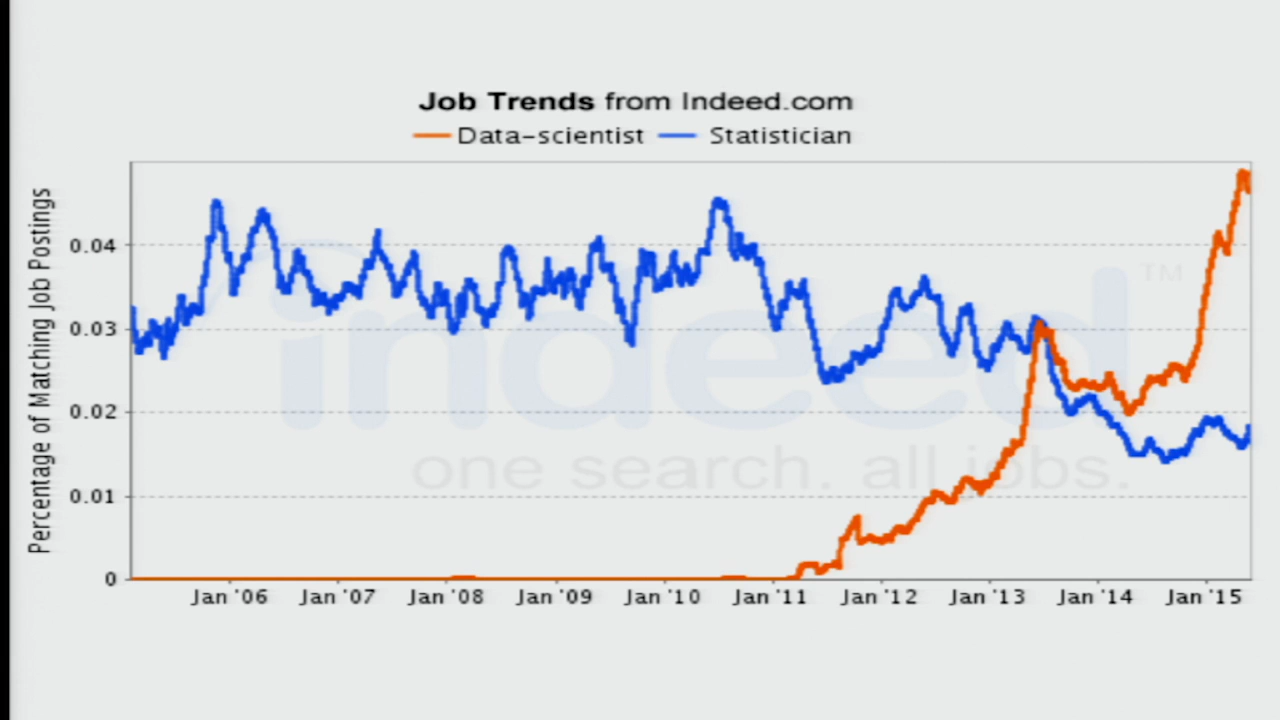 Job Trends from Indeed.com
Data-scientist Statistician
Percentage of Matching Job Postings
0.04
0.03
0.02
0.01
0
Jan'06 Jan'07 Jan'08 Jan'09 Jan'10 Jan'11 Jan'12 Jan'13 Jan'14 Jan'15
indeed TM
one search. all jobs.